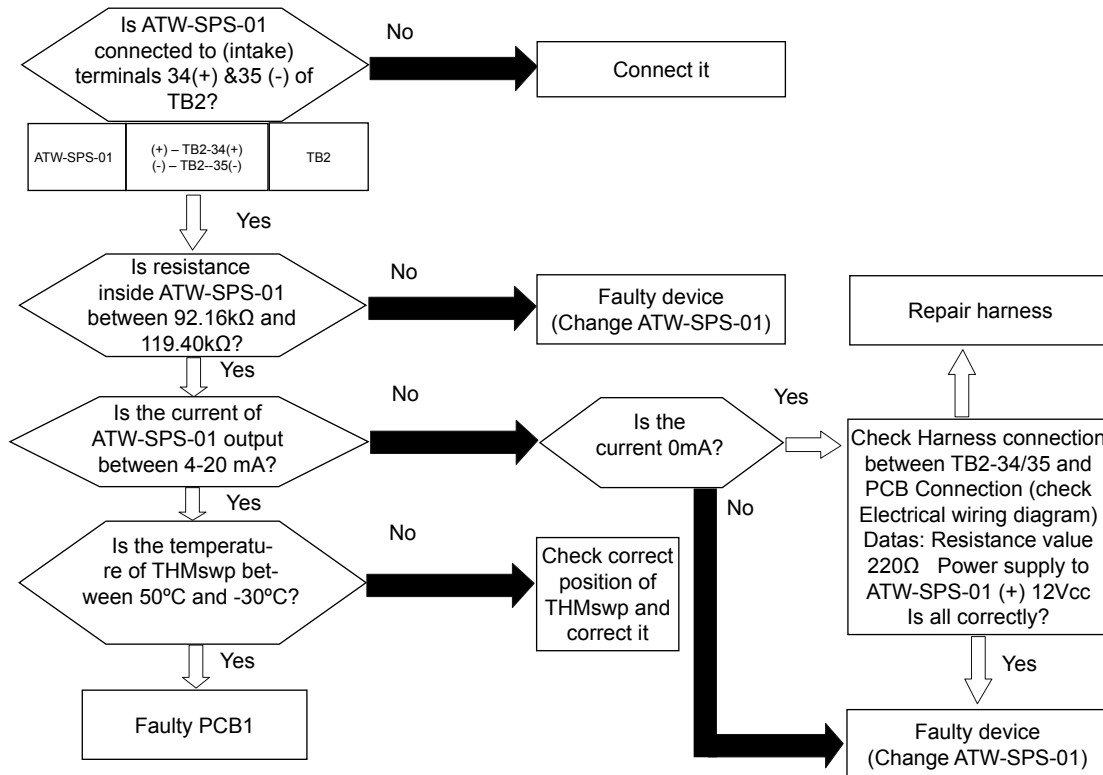 Is ATW-SPS-01
connected to (intake)
terminals 34(+) &35 (-) of
TB2?
No
Connect it
ATW-SPS-01
(+) – TB2-34(+)
(-) – TB2--35(-)
TB2
Yes
Is resistance
inside ATW-SPS-01
between 92.16kΩ and
119.40kΩ?
No
Faulty device
(Change ATW-SPS-01)
Repair harness
Yes
Is the current of
ATW-SPS-01 output
between 4-20 mA?
No
Is the
current 0mA?
Yes
Check Harness connection
between TB2-34/35 and
PCB Connection (check
Electrical wiring diagram)
Datas: Resistance value
220Ω Power supply to
ATW-SPS-01 (+) 12Vcc
Is all correctly?
Yes
No
Is the temperatu-
re of THMswp bet-
ween 50ºC and -30ºC?
No
Check correct
position of
THMswp and
correct it
Yes
Yes
Faulty PCB1
Faulty device
(Change ATW-SPS-01)